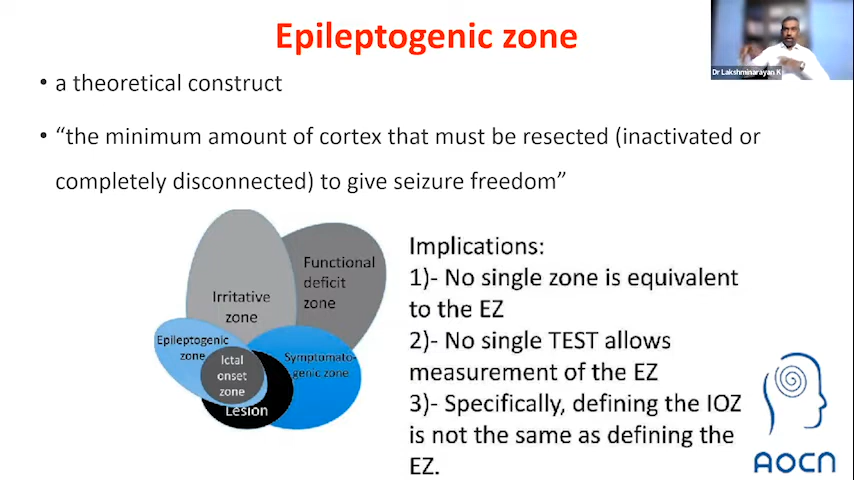 Epileptogenic zone
Dr Lakshminarayan K
• a theoretical construct
• “the minimum amount of cortex that must be resected (inactivated or
completely disconnected) to give seizure freedom”
Irritative
zone
Functional
deficit
zone
Epileptogenic
zone
Ictal
onset
zone
Symptomato-
genic zone
Lesion
Implications:
1)- No single zone is equivalent
to the EZ
2)- No single TEST allows
measurement of the EZ
3)- Specifically, defining the IOZ
is not the same as defining the
EZ.
AOCN